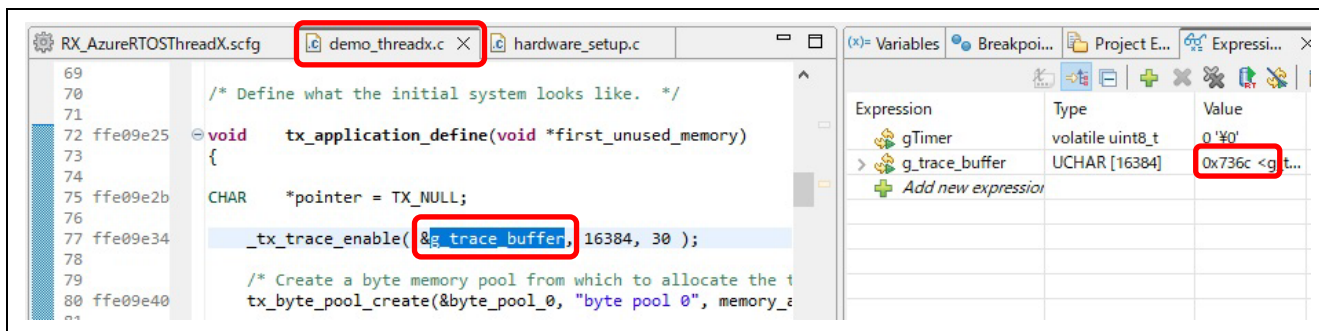 RX_AzureRTOSThreadX.scfg demo_threadx.c hardware_setup.c
69
70 /* Define what the initial system looks like. */
71
72 ffe09e25 void tx_application_define(void *first_unused_memory)
73 {
74
75 ffe09e2b CHAR *pointer = TX_NULL;
76
77 ffe09e34 _tx_trace_enable( &g_trace_buffer, 16384, 30 );
78
79 /* Create a byte memory pool from which to allocate the t
80 ffe09e40 tx_byte_pool_create(&byte_pool_0, "byte pool 0", memory_a
81
(x)= Variables Breakpoi... Project E... Expressi...
Expression Type Value
gTimer volatile uint8_t 0 '¥0'
g_trace_buffer UCHAR [16384] 0x736c <g_t...
Add new expression